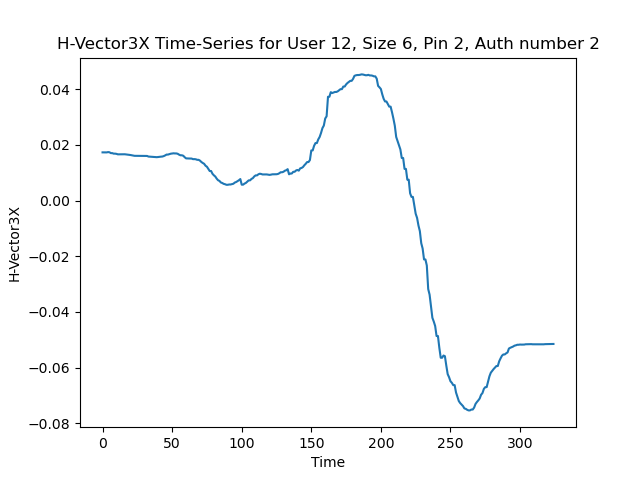 H-Vector3X Time-Series for User 12, Size 6, Pin 2, Auth number 2
H-Vector3X
0.04
0.02
0.00
−0.02
−0.04
−0.06
−0.08
0 50 100 150 200 250 300
Time